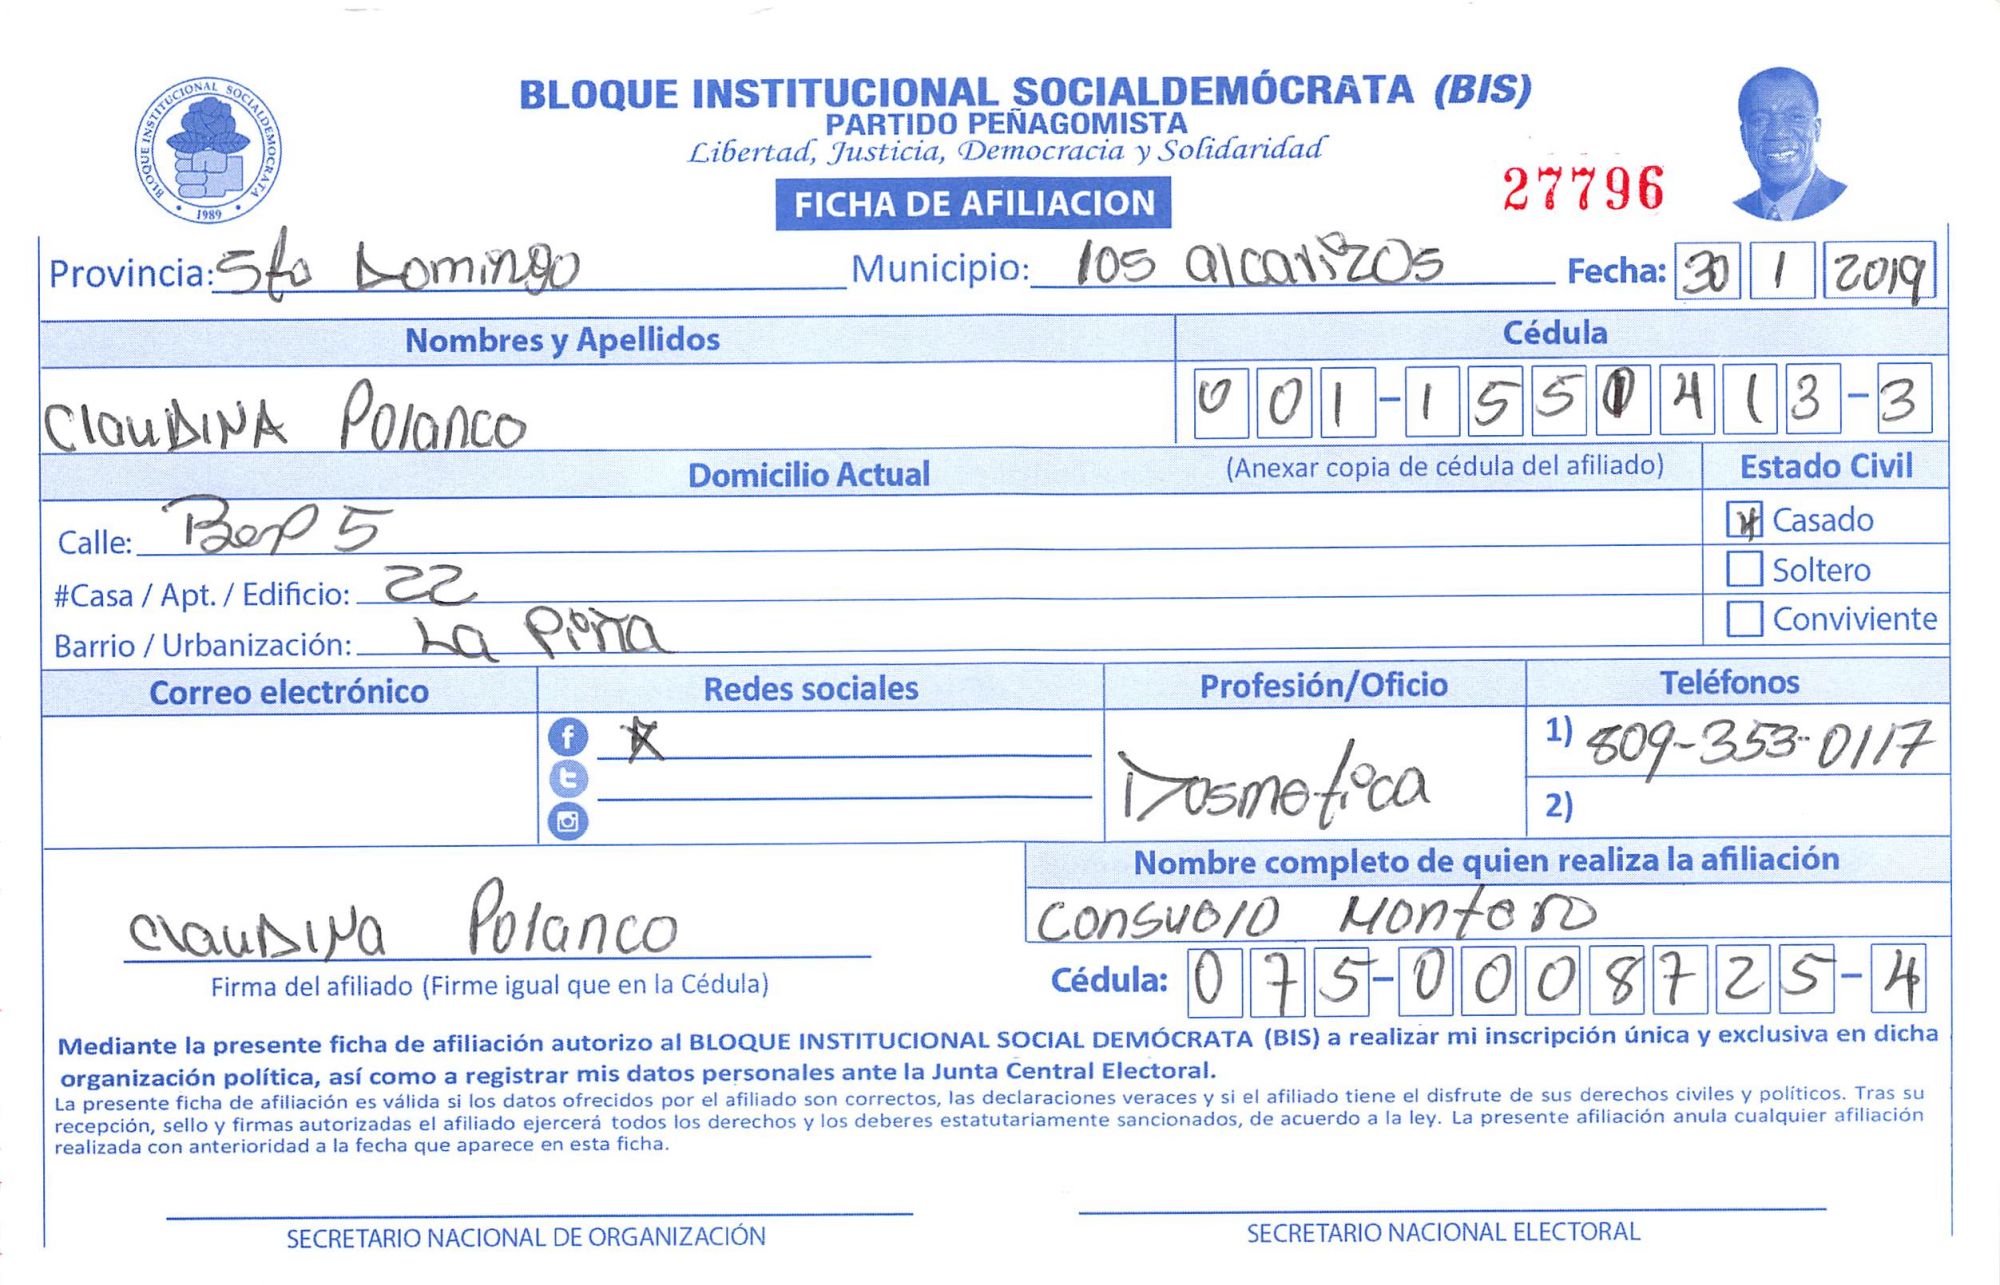 BLOQUE INSTITUCIONAL SOCIALDEMOCRATA
1989
BLOQUE INSTITUCIONAL SOCIALDEMÓCRATA (BIS)
PARTIDO PEÑAGOMISTA
Libertad, Justicia, Democracia y Solidaridad
27796
FICHA DE AFILIACION
Provincia: Sto Domingo Municipio: los alcarizos Fecha: 30 1 2019
Nombres y Apellidos Cédula
ClauDINA Polanco 001-1550413-3
Domicilio Actual (Anexar copia de cédula del afiliado) Estado Civil
Calle: 5 Casado
#Casa / Apt. / Edificio: 22 Soltero
Barrio / Urbanización: La Piña Conviviente
Correo electrónico Redes sociales Profesión/Oficio Teléfonos
1) 809-353-0117
Dosmetica
2)
Nombre completo de quien realiza la afiliación
ClauDINa Polanco Consuelo Montero
Firma del afiliado (Firme igual que en la Cédula) Cédula: 075-0008725-4
Mediante la presente ficha de afiliación autorizo al BLOQUE INSTITUCIONAL SOCIAL DEMÓCRATA (BIS) a realizar mi inscripción única y exclusiva en dicha
organización política, así como a registrar mis datos personales ante la Junta Central Electoral.
La presente ficha de afiliación es válida si los datos ofrecidos por el afiliado son correctos, las declaraciones veraces y si el afiliado tiene el disfrute de sus derechos civiles y políticos. Tras su
recepción, sello y firmas autorizadas el afiliado ejercerá todos los derechos y los deberes estatutariamente sancionados, de acuerdo a la ley. La presente afiliación anula cualquier afiliación
realizada con anterioridad a la fecha que aparece en esta ficha.
SECRETARIO NACIONAL DE ORGANIZACIÓN SECRETARIO NACIONAL ELECTORAL